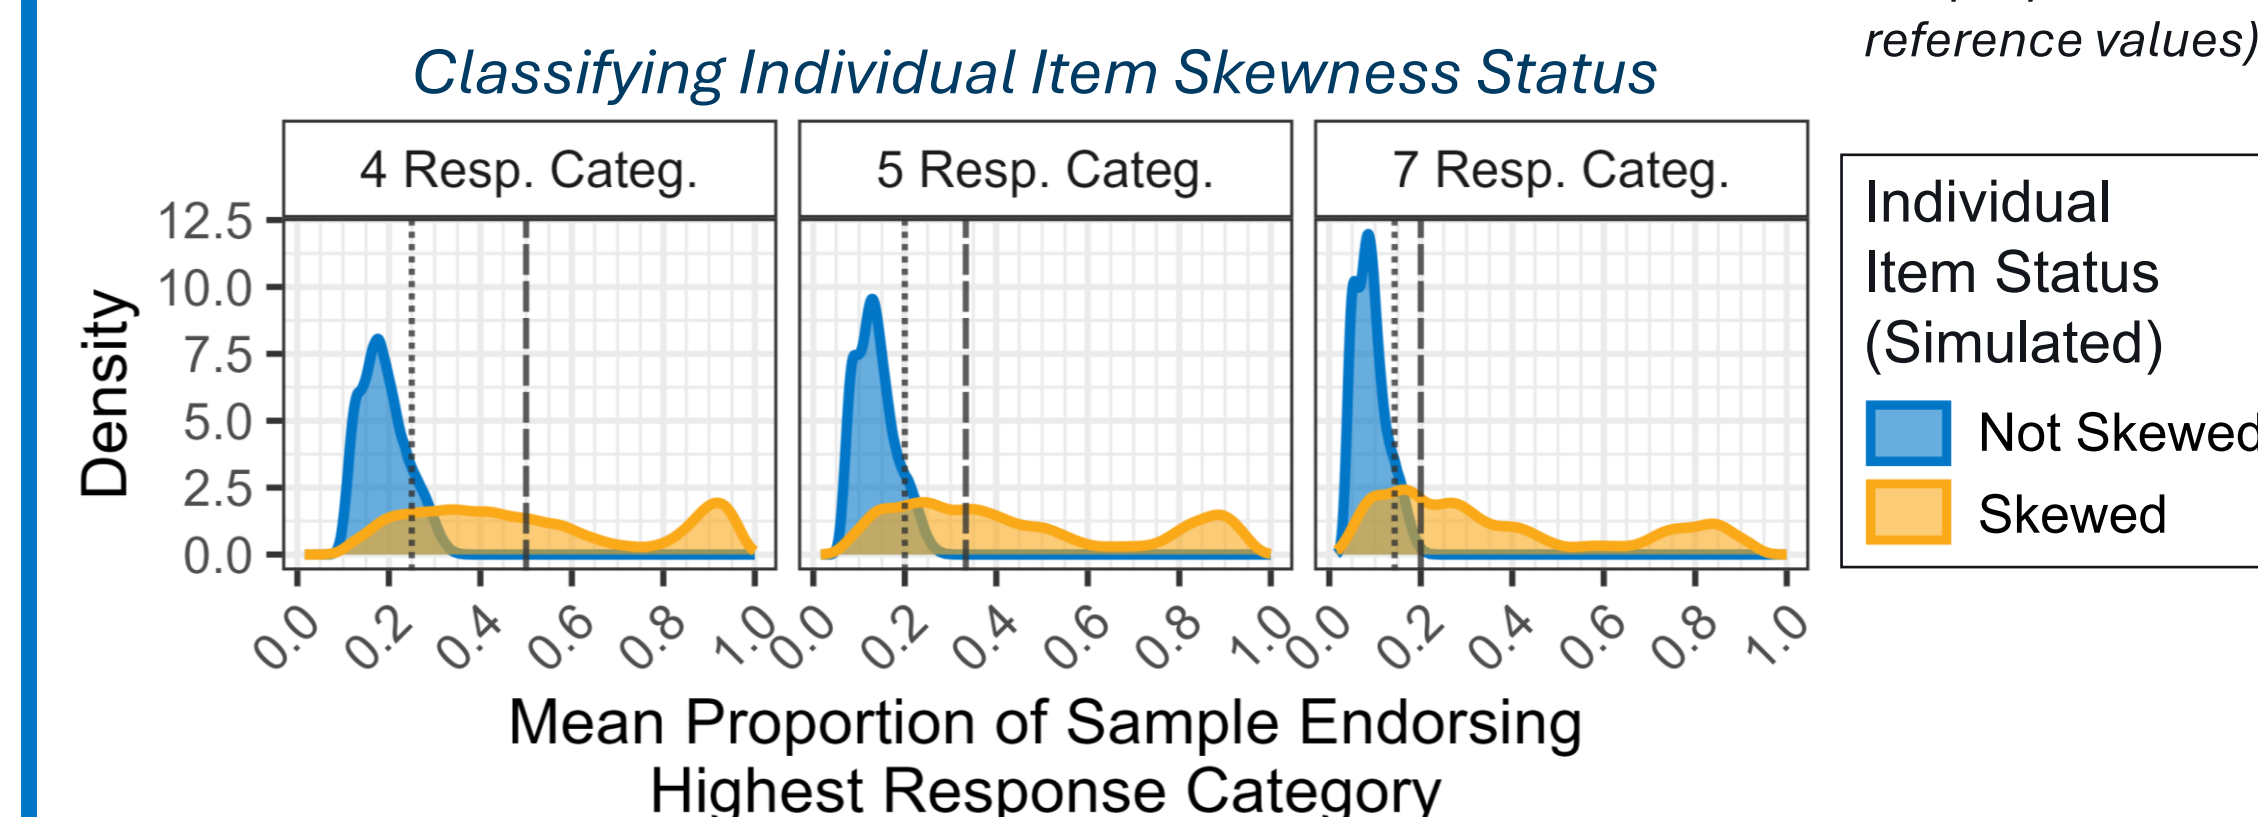 reference values)
Classifying Individual Item Skewness Status
4 Resp. Categ.
5 Resp. Categ.
7 Resp. Categ.
Density
12.5
10.0
7.5
5.0
2.5
0.0
0.0 0.2 0.4 0.6 0.8 1.0
0.0 0.2 0.4 0.6 0.8 1.0
0.0 0.2 0.4 0.6 0.8 1.0
Mean Proportion of Sample Endorsing
Highest Response Category
Individual
Item Status
(Simulated)
Not Skewed
Skewed